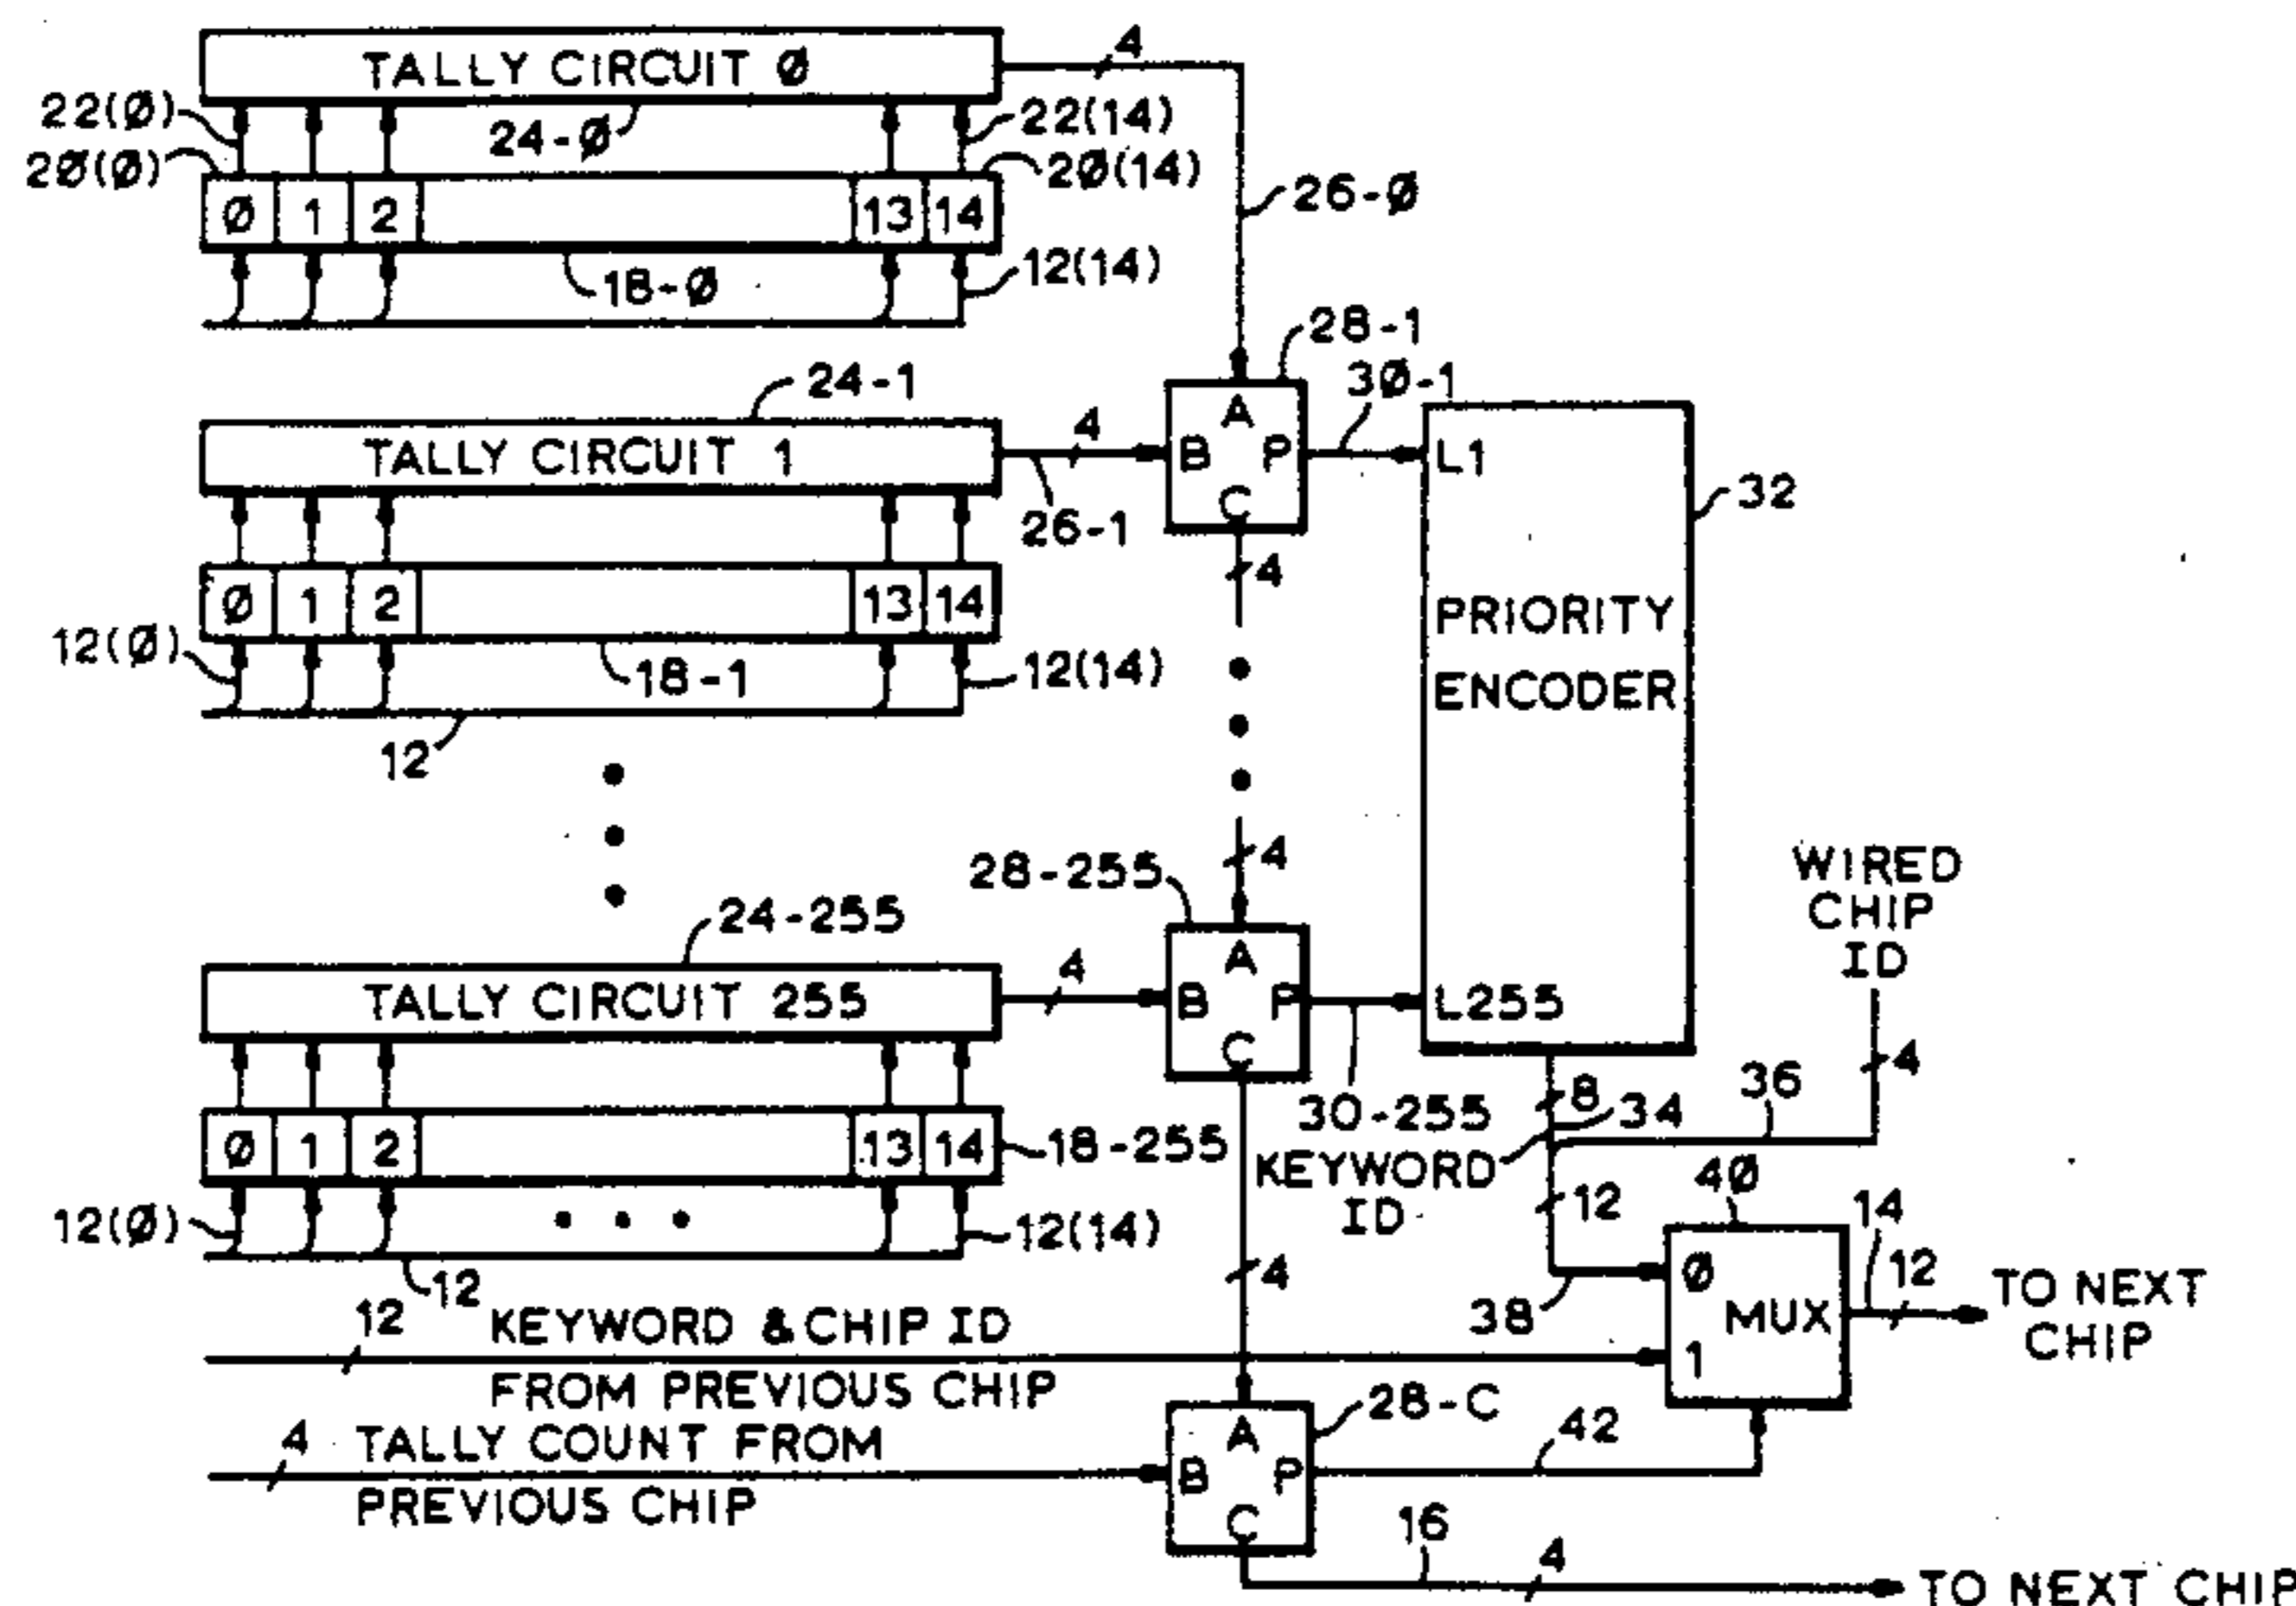 TALLY CIRCUIT Ø
4
22(Ø)
24-Ø
22(14)
2Ø(Ø)
2Ø(14)
Ø 1 2 13 14
26-Ø
18-Ø
12(14)
28-1
24-1
3Ø-1
TALLY CIRCUIT 1
4
A
B
P
C
L1
26-1
32
4
Ø 1 2 13 14
PRIORITY
ENCODER
12(Ø)
18-1
12(14)
12
4
28-255
WIRED
CHIP
ID
24-255
TALLY CIRCUIT 255
4
A
B
P
C
L255
4
8
34
36
30-255
KEYWORD
ID
Ø 1 2 13 14
18-255
12(Ø)
12(14)
12
4Ø
14
12
12
4
38
Ø
MUX
1
TO NEXT
CHIP
12
KEYWORD & CHIP ID
FROM PREVIOUS CHIP
28-C
4
TALLY COUNT FROM
PREVIOUS CHIP
A
B
P
C
42
16
4
TO NEXT CHIP